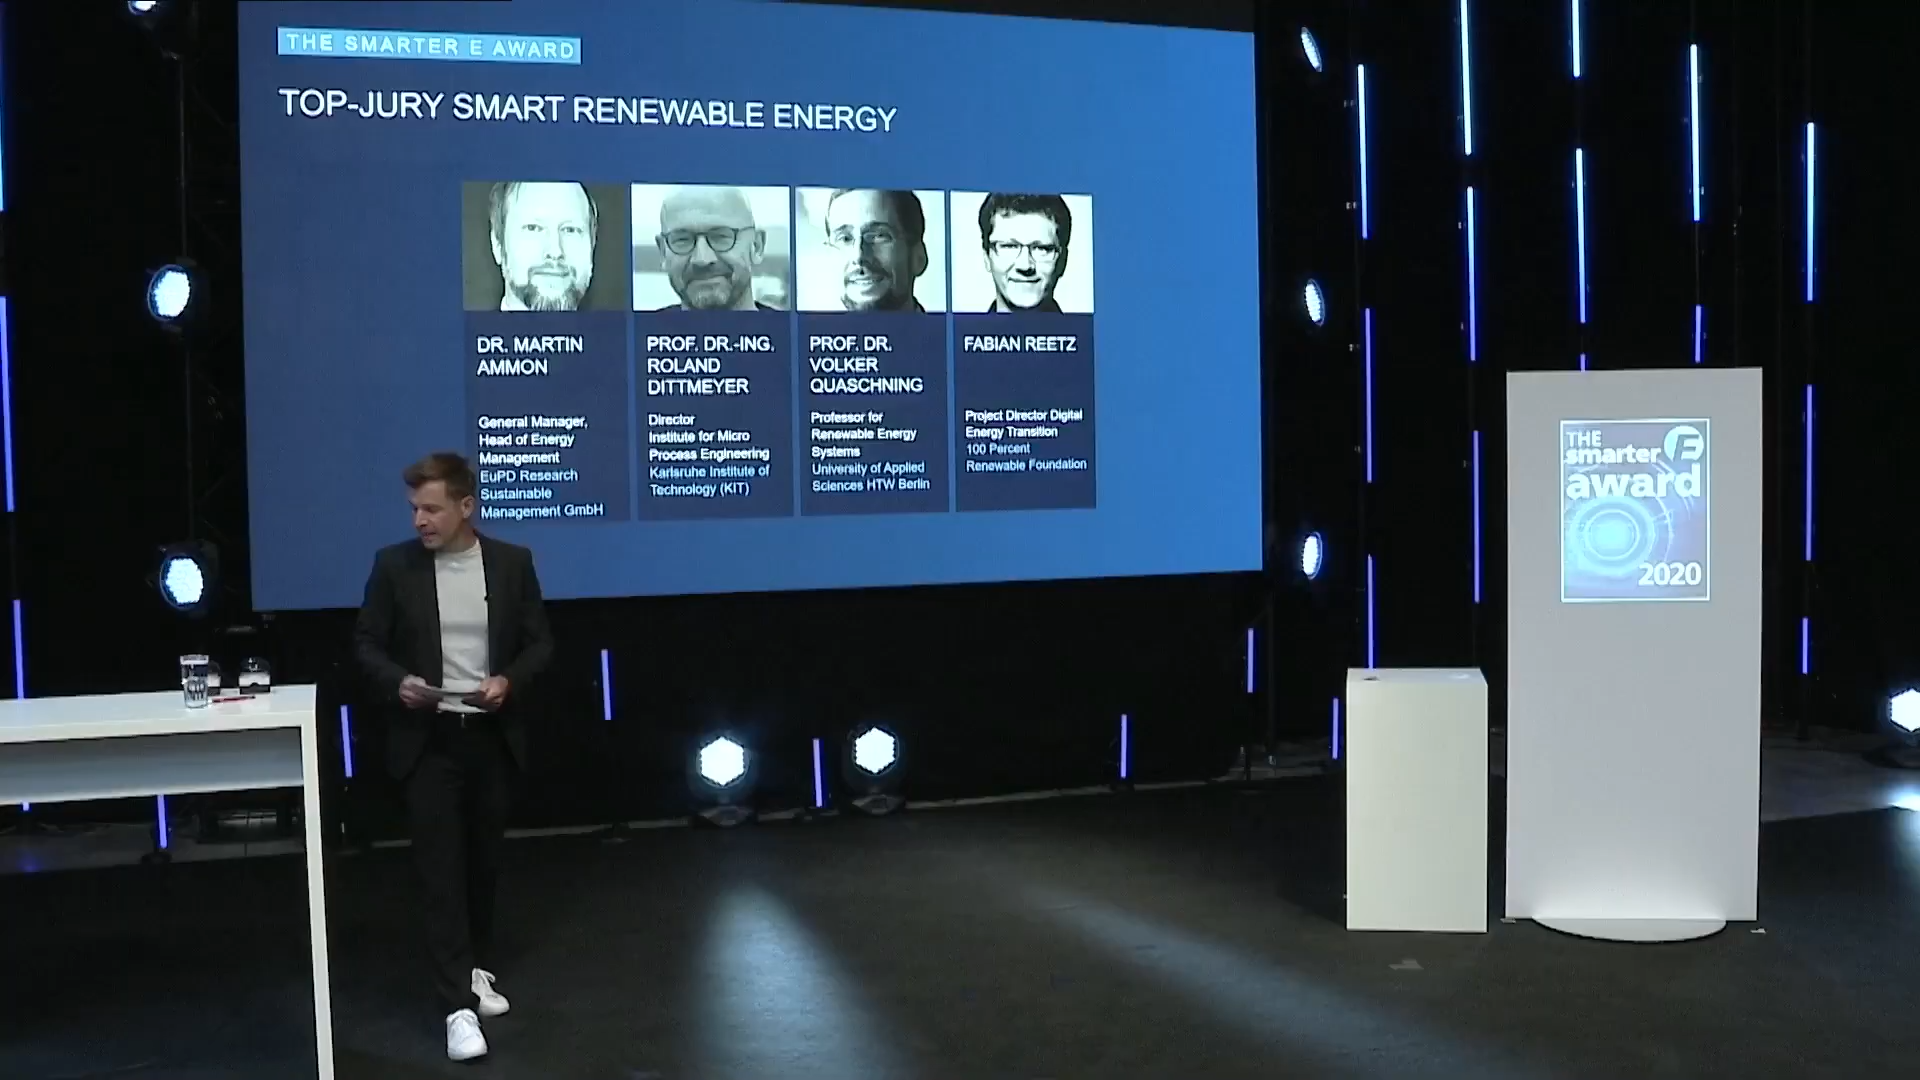 THE SMARTER E AWARD
TOP-JURY SMART RENEWABLE ENERGY
DR. MARTIN
AMMON
General Manager,
Head of Energy
Management
EuPD Research
Sustainable
Management GmbH
PROF. DR.-ING.
ROLAND
DITTMEYER
Director
Institute for Micro
Process Engineering
Karlsruhe Institute of
Technology (KIT)
PROF. DR.
VOLKER
QUASCHNING
Professor for
Renewable Energy
Systems
University of Applied
Sciences HTW Berlin
FABIAN REETZ
Project Director Digital
Energy Transition
100 Percent
Renewable Foundation
THE
smarter E
award
2020